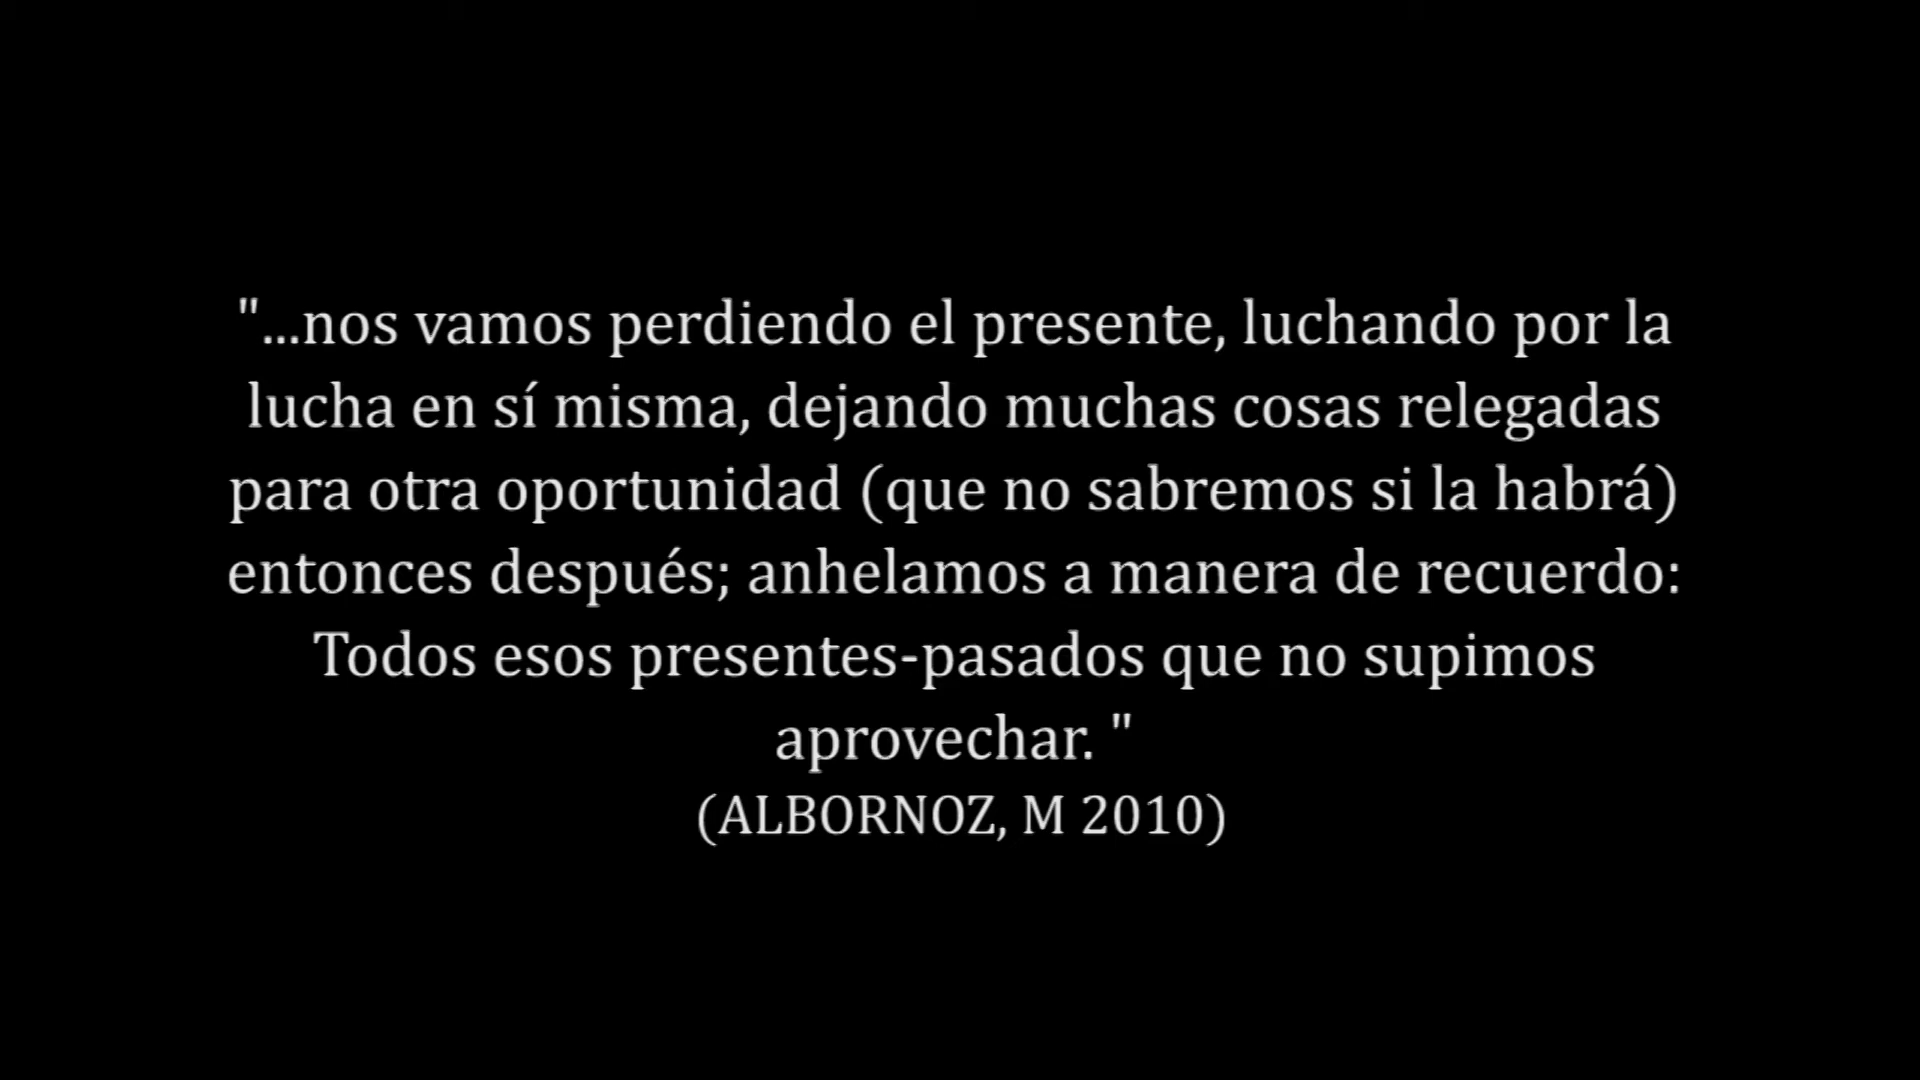 "...nos vamos perdiendo el presente, luchando por la
lucha en sí misma, dejando muchas cosas relegadas
para otra oportunidad (que no sabremos si la habrá)
entonces después; anhelamos a manera de recuerdo:
Todos esos presentes-pasados que no supimos
aprovechar. "
(ALBORNOZ, M 2010)